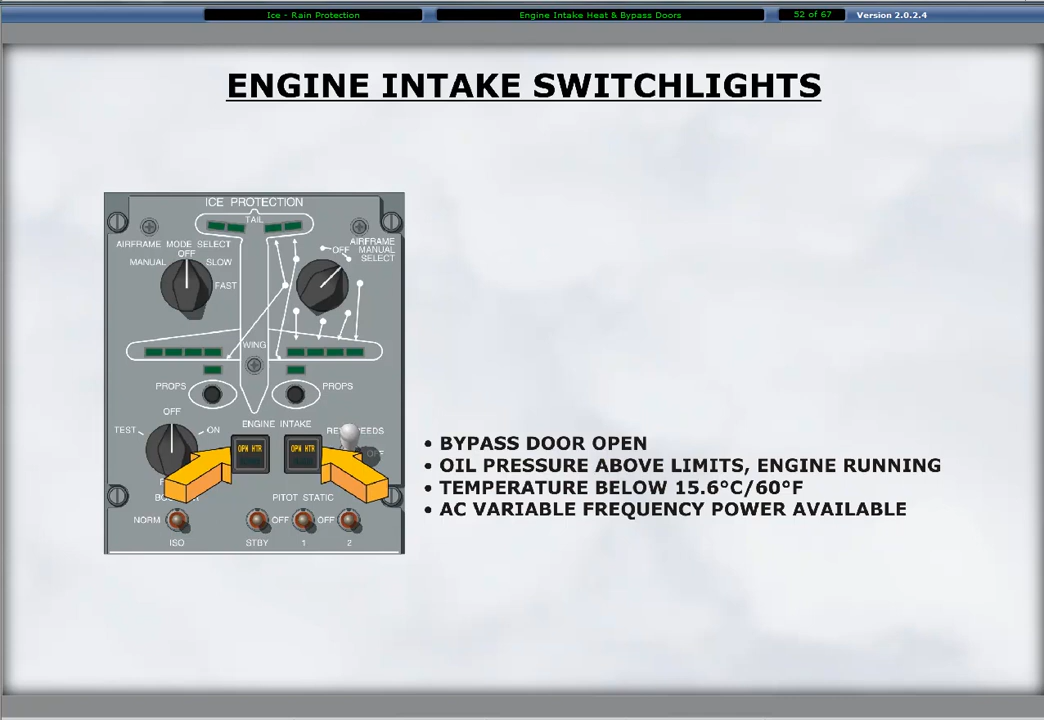 Ice - Rain Protection
Engine Intake Heat & Bypass Doors
52 of 67
Version 2.0.2.4
ENGINE INTAKE SWITCHLIGHTS
ICE PROTECTION
TAIL
AIRFRAME MODE SELECT
OFF
MANUAL
SLOW
FAST
OFF
AIRFRAME
MANUAL
SELECT
WING
PROPS
PROPS
OFF
TEST
ON
ENGINE INTAKE
OPN HTR
OPN HTR
OFF
PITOT STATIC
NORM
OFF
OFF
ISO
STBY
1
2
• BYPASS DOOR OPEN
• OIL PRESSURE ABOVE LIMITS, ENGINE RUNNING
• TEMPERATURE BELOW 15.6°C/60°F
• AC VARIABLE FREQUENCY POWER AVAILABLE